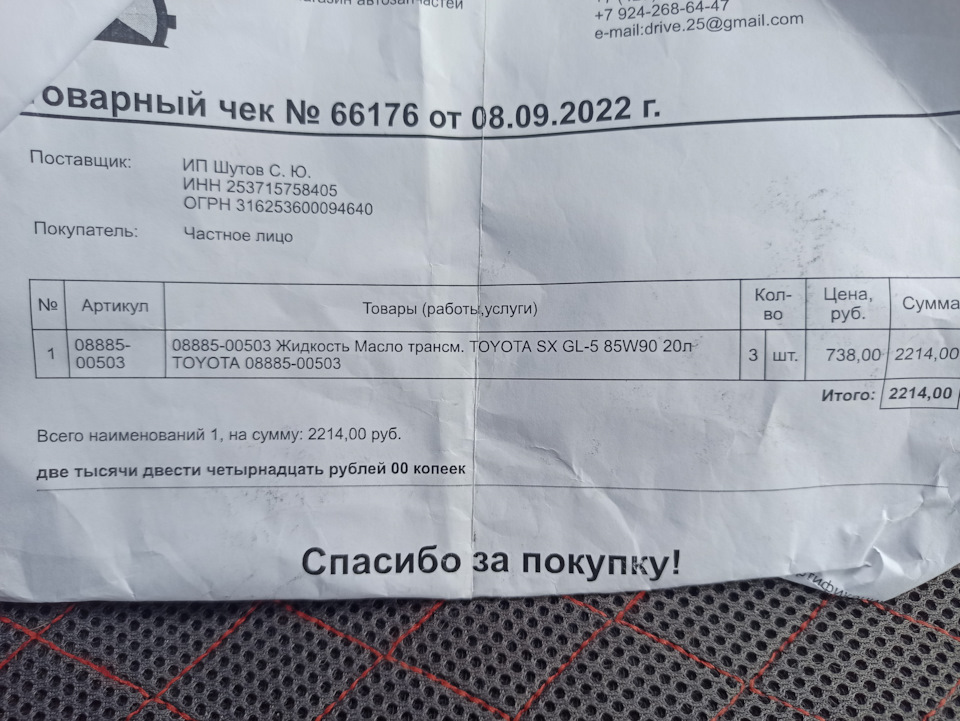 магазин автозапчастей
+7 924-268-64-47
e-mail:drive.25@gmail.com
товарный чек № 66176 от 08.09.2022 г.
Поставщик:
ИП Шутов С. Ю.
ИНН 253715758405
ОГРН 316253600094640
Покупатель:
Частное лицо
№ Артикул Товары (работы,услуги) Кол-во Цена, руб. Сумма
1 08885-00503 08885-00503 Жидкость Масло трансм. TOYOTA SX GL-5 85W90 20л 3 шт. 738,00 2214,00
TOYOTA 08885-00503
Итого: 2214,00
Всего наименований 1, на сумму: 2214,00 руб.
две тысячи двести четырнадцать рублей 00 копеек
Спасибо за покупку!